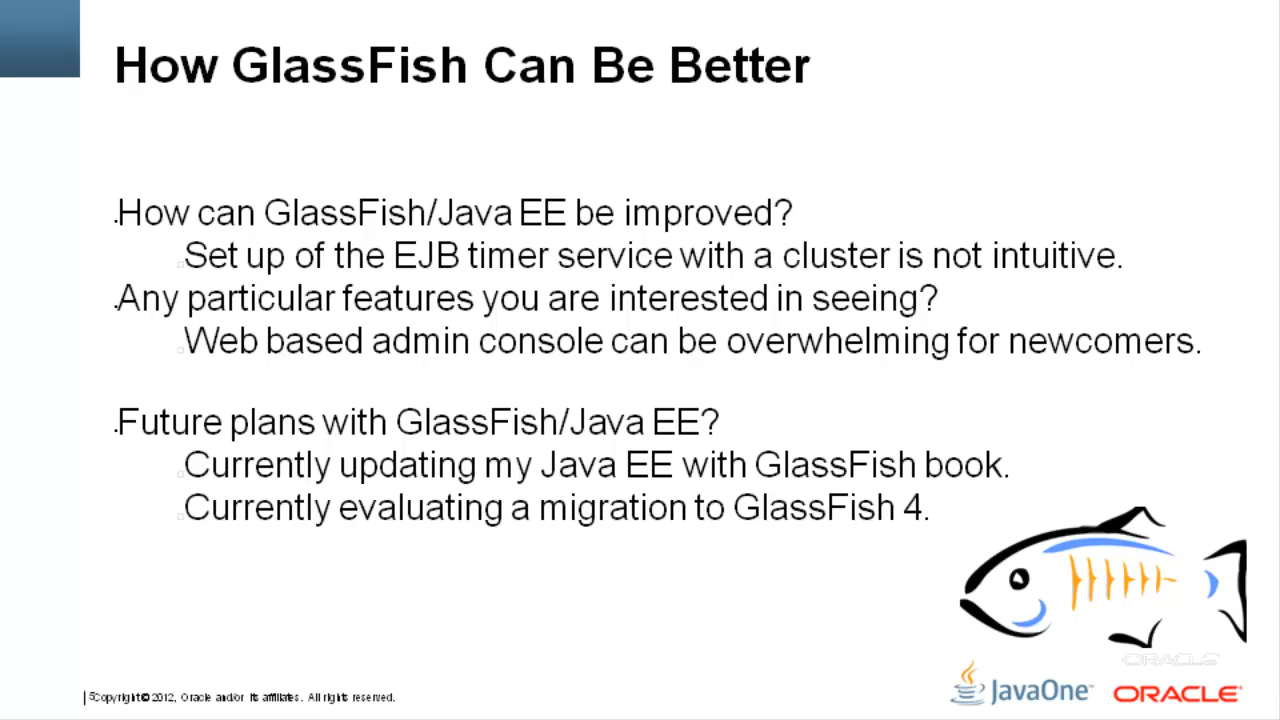 How GlassFish Can Be Better
How can GlassFish/Java EE be improved?
Set up of the EJB timer service with a cluster is not intuitive.
Any particular features you are interested in seeing?
Web based admin console can be overwhelming for newcomers.
Future plans with GlassFish/Java EE?
Currently updating my Java EE with GlassFish book.
Currently evaluating a migration to GlassFish 4.
ORACLE
JavaOne™ ORACLE®
5 Copyright © 2012, Oracle and/or its affiliates. All rights reserved.